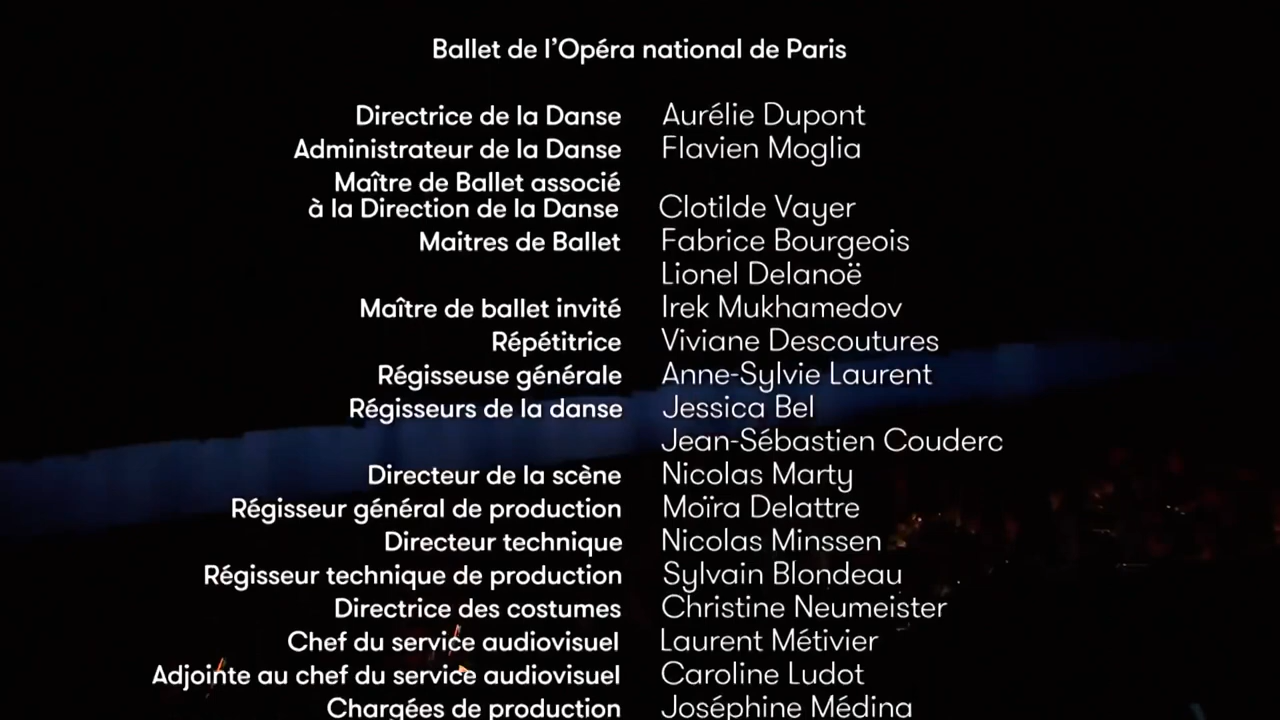 Ballet de l'Opéra national de Paris
Directrice de la Danse Aurélie Dupont
Administrateur de la Danse Flavien Moglia
Maître de Ballet associé
à la Direction de la Danse Clotilde Vayer
Maitres de Ballet Fabrice Bourgeois
Lionel Delanoë
Maître de ballet invité Irek Mukhamedov
Répétitrice Viviane Descoutures
Régisseuse générale Anne-Sylvie Laurent
Régisseurs de la danse Jessica Bel
Jean-Sébastien Couderc
Directeur de la scène Nicolas Marty
Régisseur général de production Moïra Delattre
Directeur technique Nicolas Minssen
Régisseur technique de production Sylvain Blondeau
Directrice des costumes Christine Neumeister
Chef du service audiovisuel Laurent Métivier
Adjointe au chef du service audiovisuel Caroline Ludot
Chargées de production Joséphine Médina